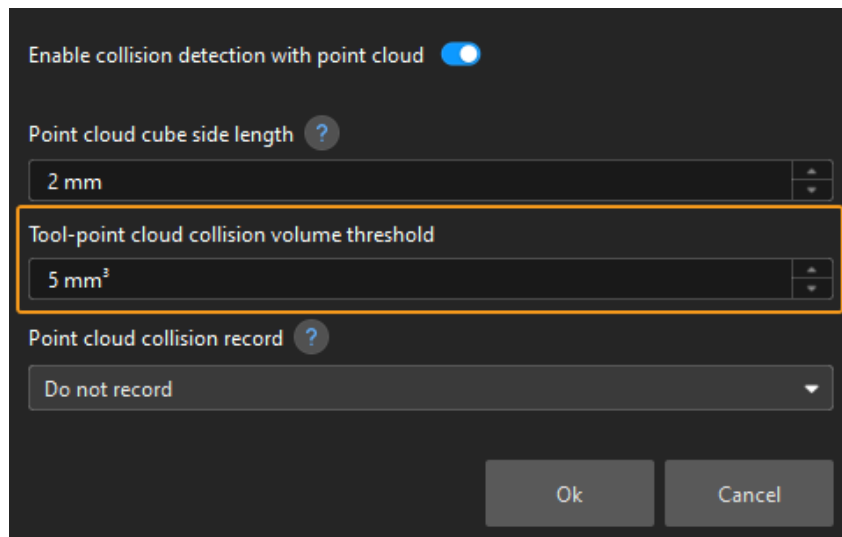 Enable collision detection with point cloud
Point cloud cube side length ?
2 mm
Tool-point cloud collision volume threshold
5 mm³
Point cloud collision record ?
Do not record
Ok Cancel